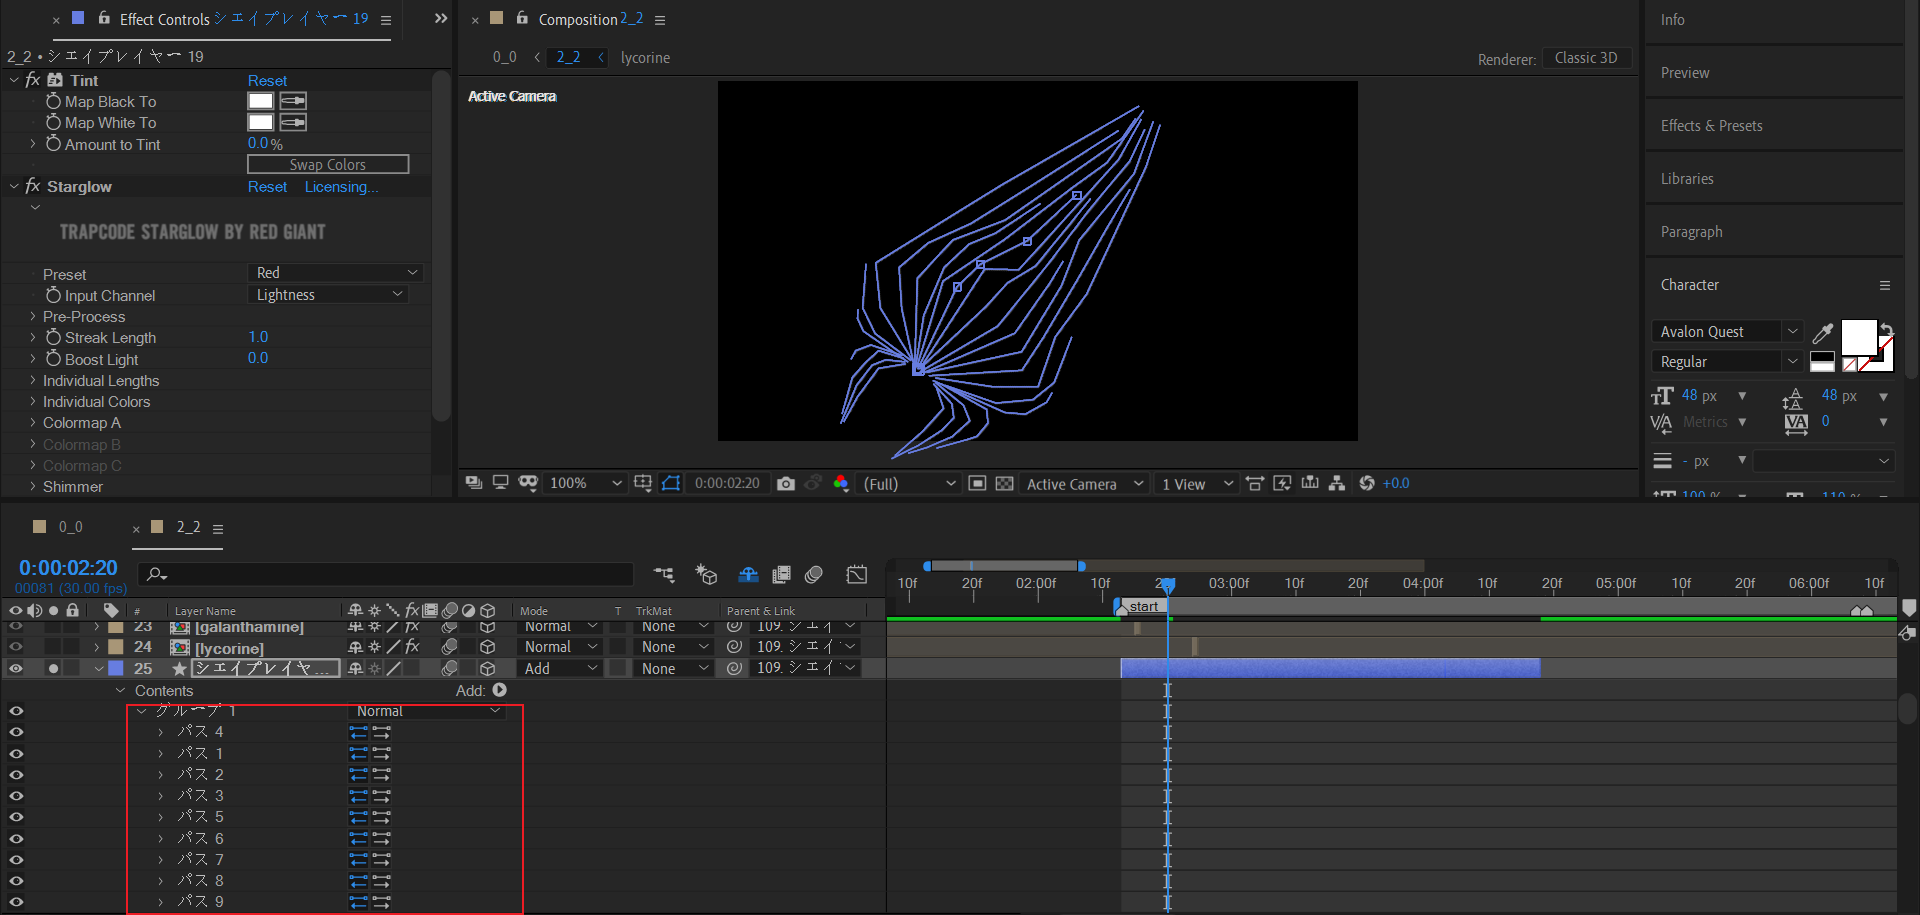 Effect Controls シェイプレイヤー 19
Composition 2_2
Info
2_2 • シェイプレイヤー 19
0_0
2_2
lycorine
Renderer:
Classic 3D
Preview
fx Tint
Reset
Active Camera
Map Black To
Map White To
Amount to Tint
0.0%
Swap Colors
Effects & Presets
fx Starglow
Reset
Licensing...
Libraries
TRAPCODE STARGLOW BY RED GIANT
Paragraph
Preset
Red
Input Channel
Lightness
Character
Pre-Process
Streak Length
1.0
Boost Light
0.0
Avalon Quest
Regular
Individual Lengths
Individual Colors
48 px
48 px
Colormap A
Metrics
0
Colormap B
Colormap C
- px
Shimmer
100%
0:00:02:20
(Full)
Active Camera
1 View
+0.0
100 %
110 %
0_0
2_2
0:00:02:20
00081 (30.00 fps)
10f
20f
02:00f
10f
03:00f
10f
20f
04:00f
10f
20f
05:00f
10f
20f
06:00f
10f
start
#
Layer Name
fx
Mode
T
TrkMat
Parent & Link
23
[galanthamine]
fx
Normal
None
109. シェイ
24
[lycorine]
fx
Normal
None
109. シェイ
25
シェイプレイヤ...
Add
None
109. シェイ
Contents
Add:
グループ 1
Normal
パス 4
パス 1
パス 2
パス 3
パス 5
パス 6
パス 7
パス 8
パス 9